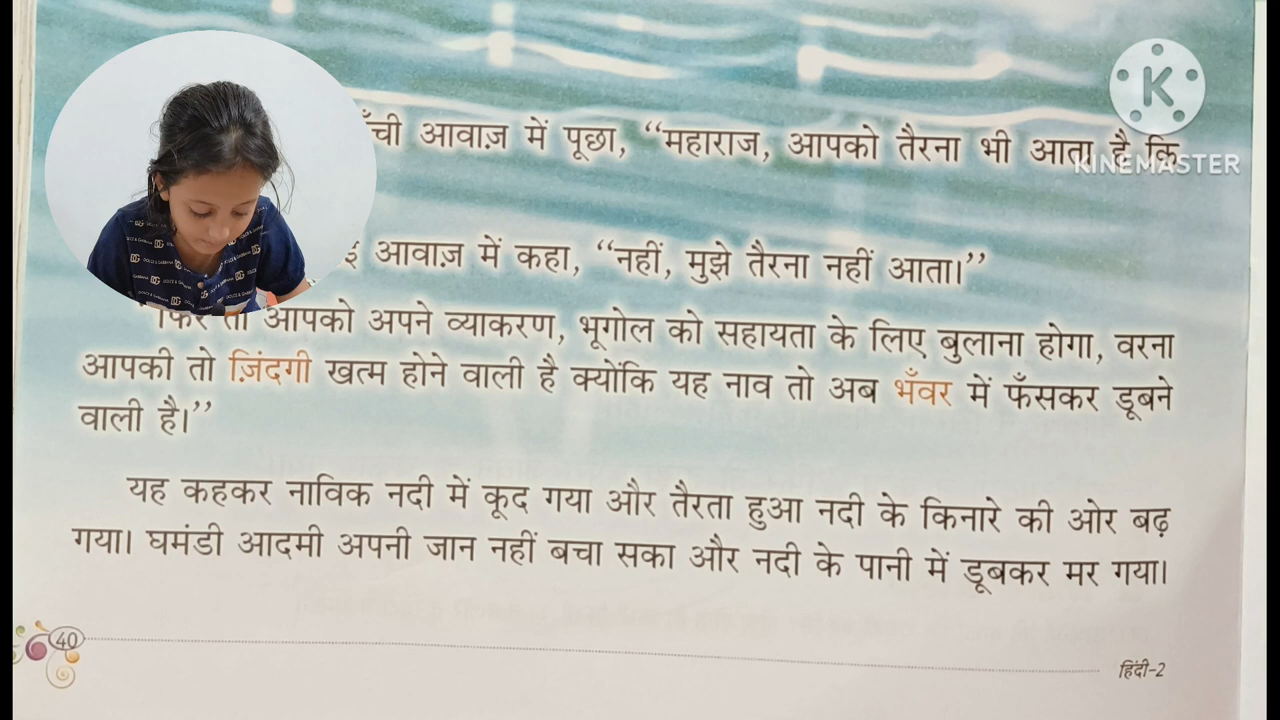 KINEMASTER
आवाज़ में पूछा, “महाराज, आपको तैरना भी आता है कि
आवाज़ में कहा, “नहीं, मुझे तैरना नहीं आता।”
“फिर तो आपको अपने व्याकरण, भूगोल को सहायता के लिए बुलाना होगा, वरना
आपकी तो ज़िंदगी खत्म होने वाली है क्योंकि यह नाव तो अब भँवर में फँसकर डूबने
वाली है।”
यह कहकर नाविक नदी में कूद गया और तैरता हुआ नदी के किनारे की ओर बढ़
गया। घमंडी आदमी अपनी जान नहीं बचा सका और नदी के पानी में डूबकर मर गया।
40
हिंदी-2